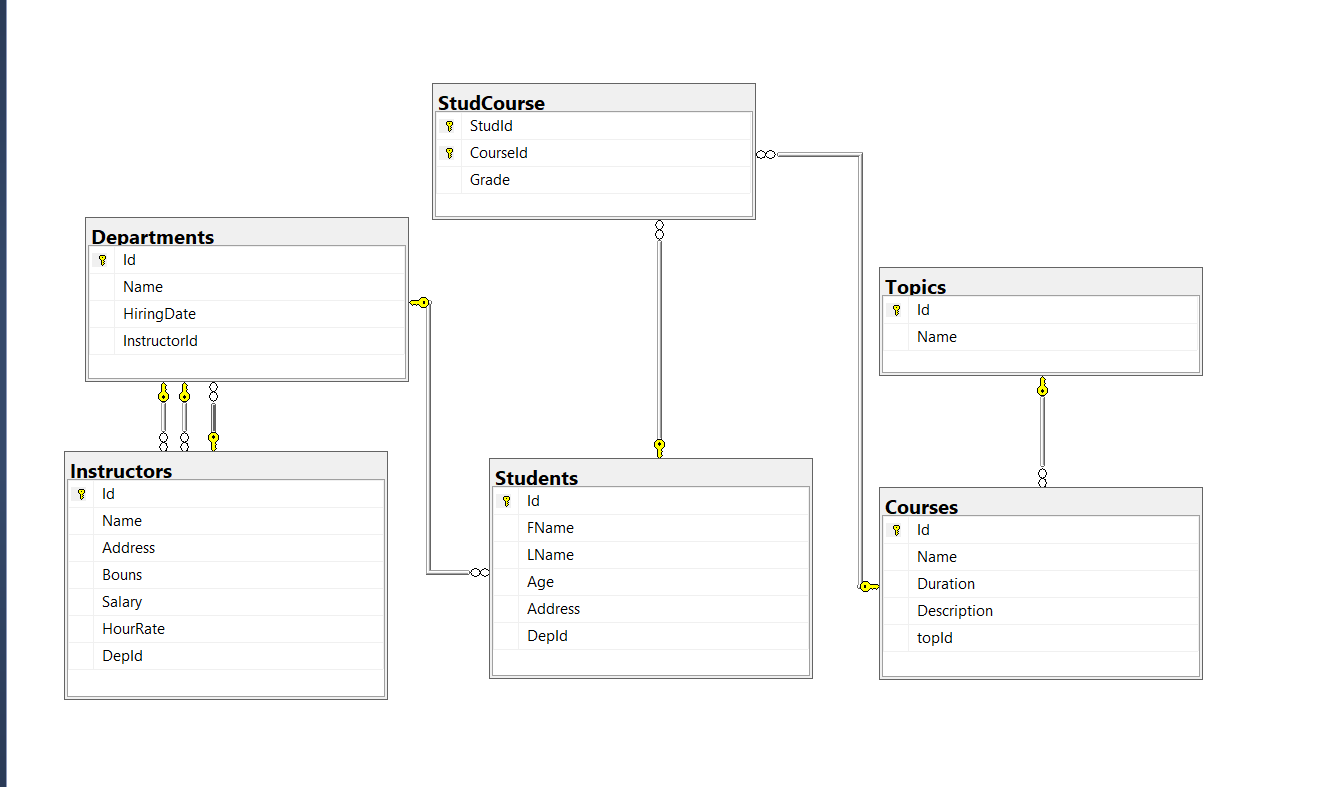 StudCourse
StudId
CourseId
Grade
Departments
Id
Name
HiringDate
InstructorId
Topics
Id
Name
Instructors
Id
Name
Address
Bouns
Salary
HourRate
DepId
Students
Id
FName
LName
Age
Address
DepId
Courses
Id
Name
Duration
Description
topId